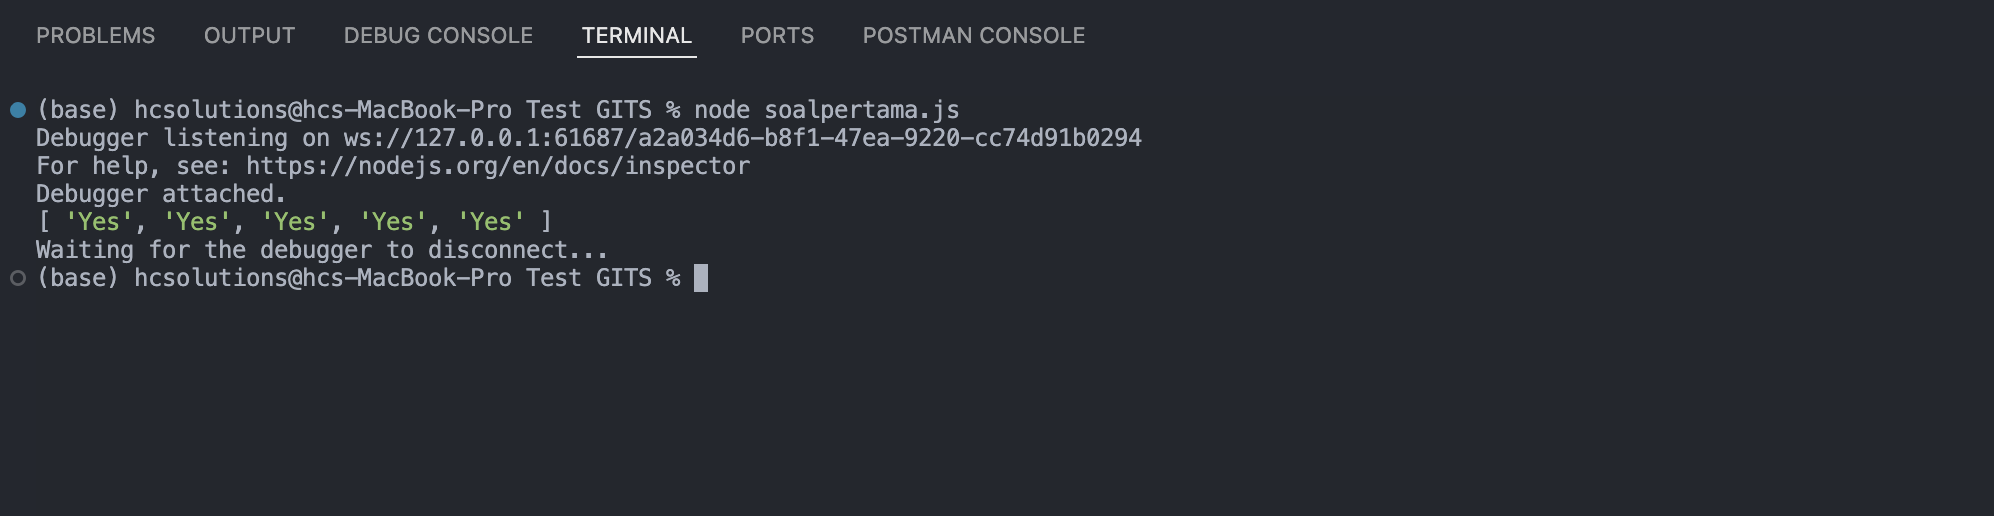 PROBLEMS OUTPUT DEBUG CONSOLE TERMINAL PORTS POSTMAN CONSOLE
(base) hcsolutions@hcs-MacBook-Pro Test GITS % node soalpertama.js
Debugger listening on ws://127.0.0.1:61687/a2a034d6-b8f1-47ea-9220-cc74d91b0294
For help, see: https://nodejs.org/en/docs/inspector
Debugger attached.
[ 'Yes', 'Yes', 'Yes', 'Yes', 'Yes' ]
Waiting for the debugger to disconnect...
(base) hcsolutions@hcs-MacBook-Pro Test GITS %